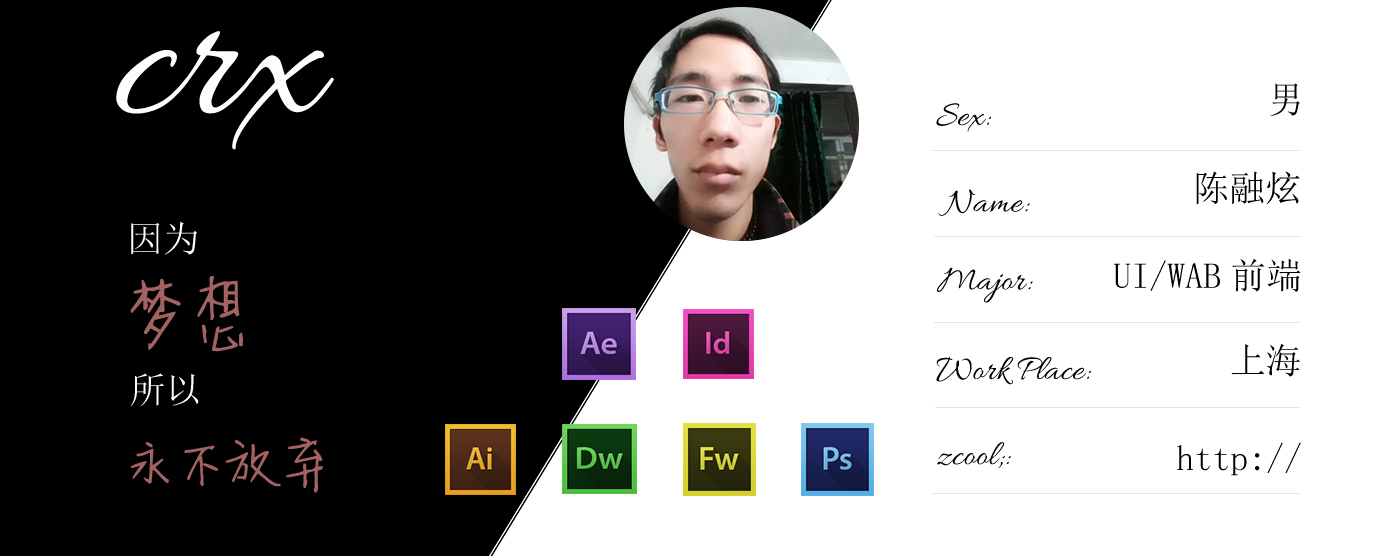 crx
因为
梦想
所以
永不放弃
Ae
Id
Ai
Dw
Fw
Ps
Sex: 男
Name: 陈融炫
Major: UI/WAB 前端
Work Place: 上海
zcool;: http://